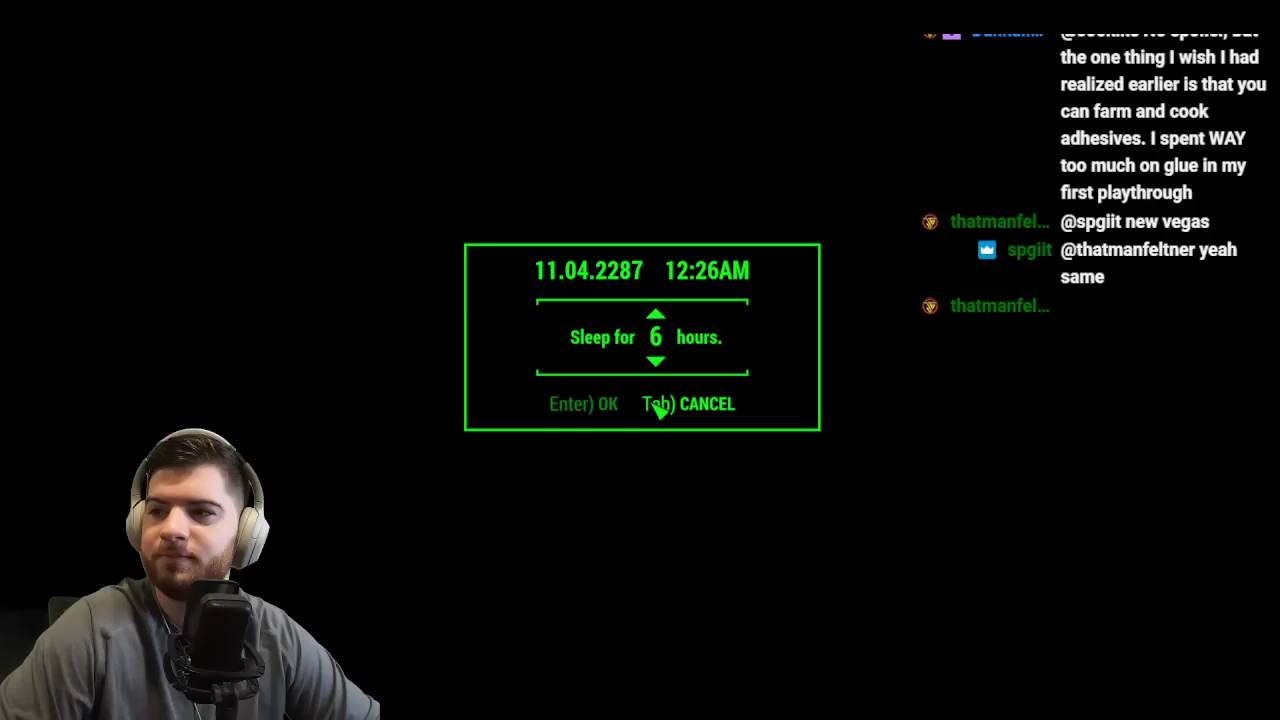 the one thing I wish I had
realized earlier is that you
can farm and cook
adhesives. I spent WAY
too much on glue in my
first playthrough
thatmanfel... @spgiit new vegas
spgiit @thatmanfeltner yeah
same
thatmanfel...
11.04.2287 12:26AM
Sleep for 6 hours.
Enter) OK Tab) CANCEL